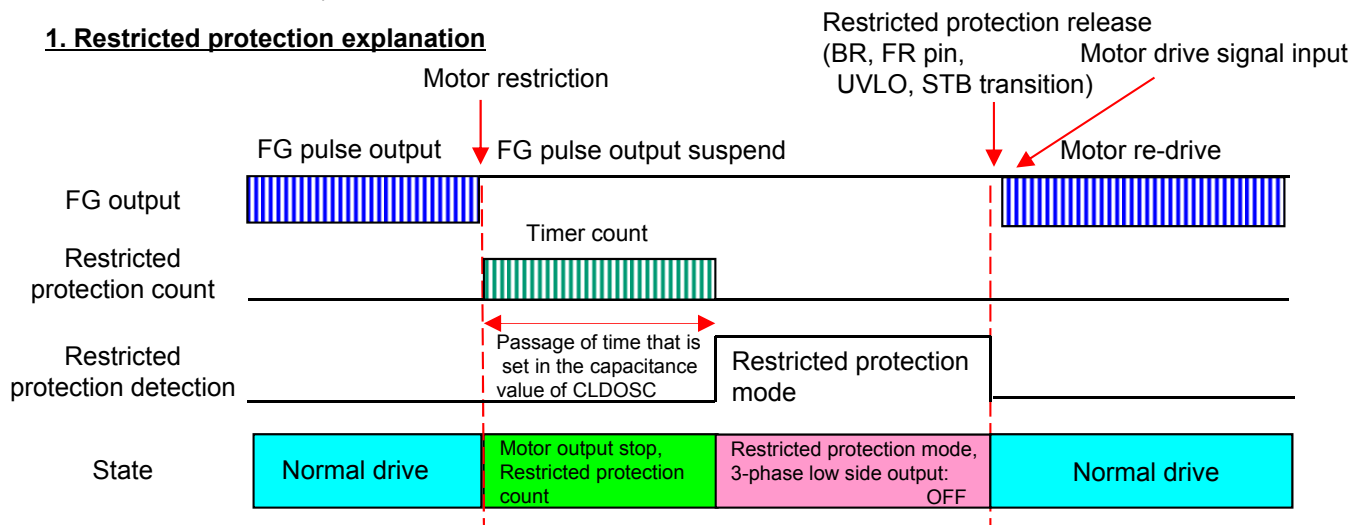 1. Restricted protection explanation
Restricted protection release
(BR, FR pin,
UVLO, STB transition)
Motor drive signal input
Motor restriction
FG pulse output
FG pulse output suspend
Motor re-drive
FG output
Timer count
Restricted
protection count
Passage of time that is
set in the capacitance
value of CLDOSC
Restricted
protection detection
Restricted protection
mode
State
Normal drive
Motor output stop,
Restricted protection
count
Restricted protection mode,
3-phase low side output:
OFF
Normal drive